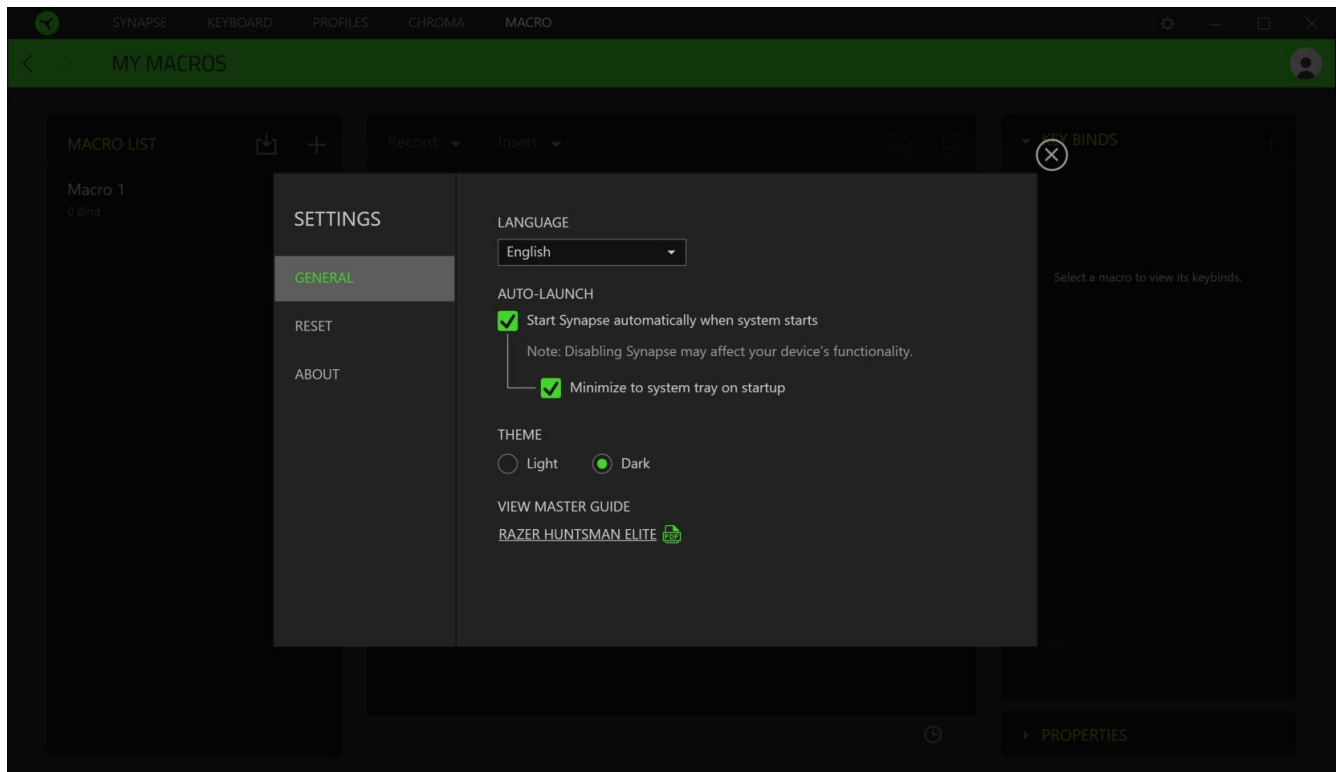 SYNAPSE KEYBOARD PROFILES CHROMA MACRO
MY MACROS
MACRO LIST
Record Insert
KEY BINDS
Macro 1
0 Bind
Select a macro to view its keybinds.
SETTINGS
GENERAL
RESET
ABOUT
LANGUAGE
English
AUTO-LAUNCH
Start Synapse automatically when system starts
Note: Disabling Synapse may affect your device's functionality.
Minimize to system tray on startup
THEME
Light Dark
VIEW MASTER GUIDE
RAZER HUNTSMAN ELITE PDF
PROPERTIES